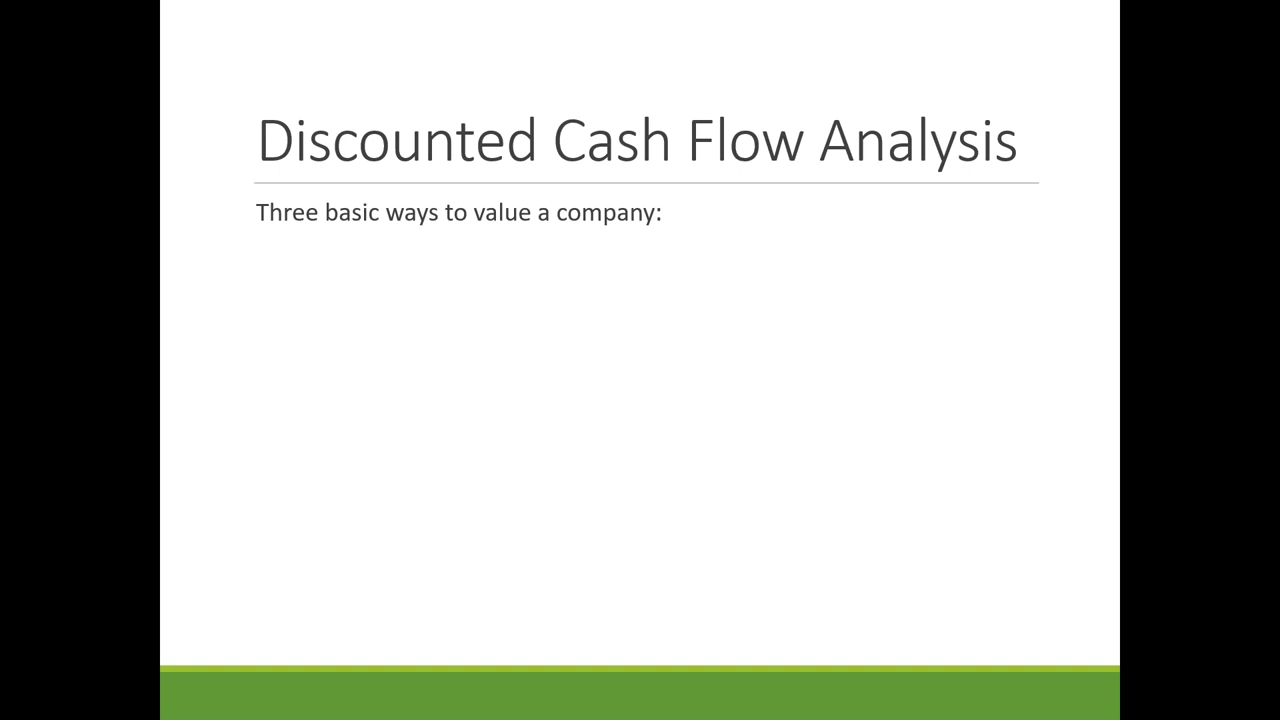 Discounted Cash Flow Analysis
Three basic ways to value a company: